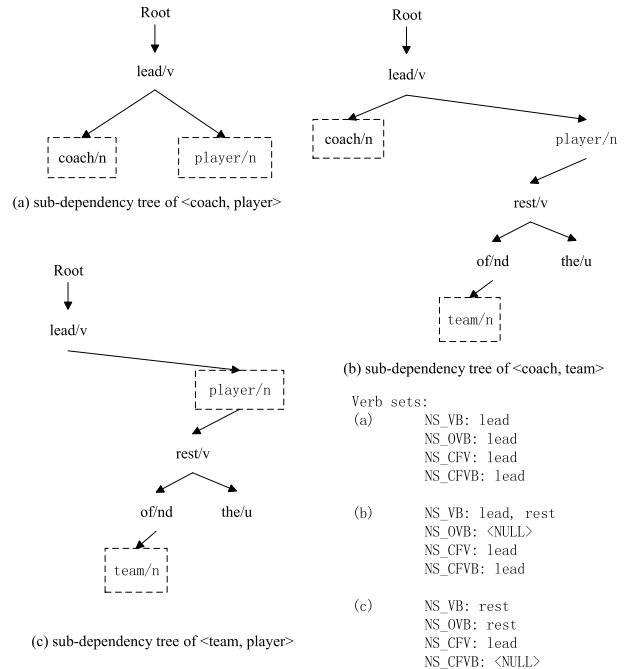 Root
lead/v
coach/n
player/n
(a) sub-dependency tree of <coach, player>
Root
lead/v
coach/n
player/n
rest/v
of/nd
the/u
team/n
(b) sub-dependency tree of <coach, team>
Root
lead/v
player/n
rest/v
of/nd
the/u
team/n
(c) sub-dependency tree of <team, player>
Verb sets:
(a) NS_VB: lead
NS_OVB: lead
NS_CFV: lead
NS_CFVB: lead
(b) NS_VB: lead, rest
NS_OVB: <NULL>
NS_CFV: lead
NS_CFVB: lead
(c) NS_VB: rest
NS_OVB: rest
NS_CFV: lead
NS_CFVB: <NULL>